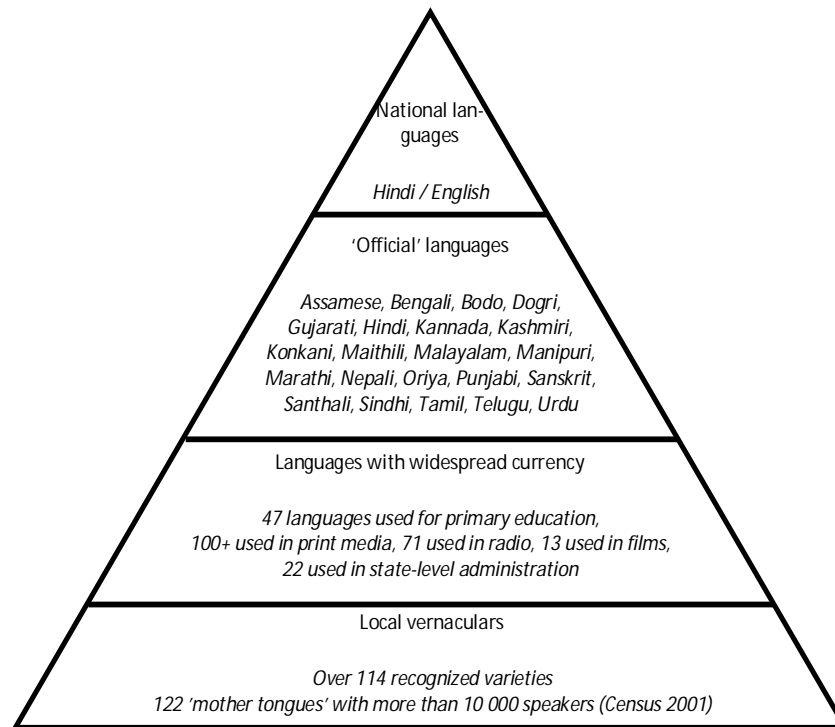 National lan-
guages
Hindi / English
‘Official’ languages
Assamese, Bengali, Bodo, Dogri,
Gujarati, Hindi, Kannada, Kashmiri,
Konkani, Maithili, Malayalam, Manipuri,
Marathi, Nepali, Oriya, Punjabi, Sanskrit,
Santhali, Sindhi, Tamil, Telugu, Urdu
Languages with widespread currency
47 languages used for primary education,
100+ used in print media, 71 used in radio, 13 used in films,
22 used in state-level administration
Local vernaculars
Over 114 recognized varieties
122 'mother tongues' with more than 10 000 speakers (Census 2001)